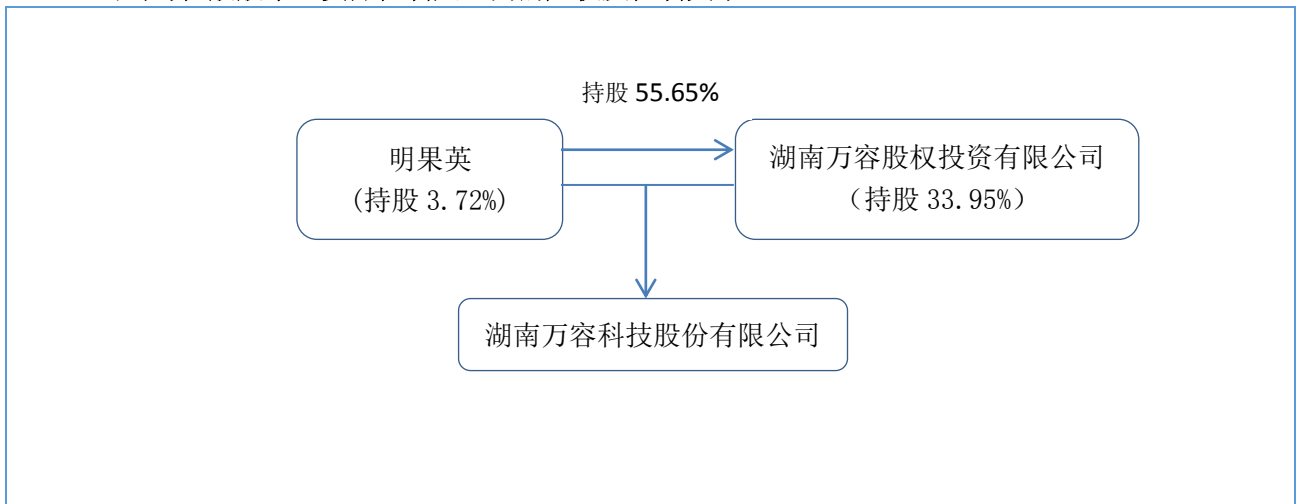 持股 55.65%
明果英
(持股 3.72%)
湖南万容股权投资有限公司
（持股 33.95%）
湖南万容科技股份有限公司